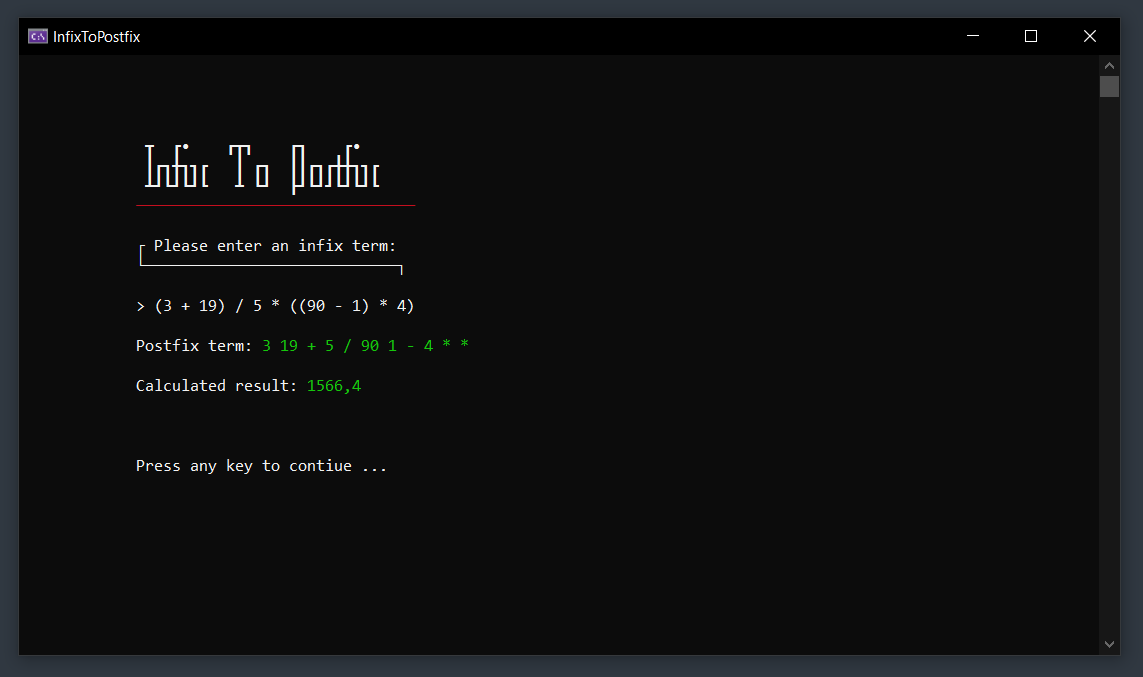 C:\ InfixToPostfix
Infix To Postfix
Please enter an infix term:
> (3 + 19) / 5 * ((90 - 1) * 4)
Postfix term: 3 19 + 5 / 90 1 - 4 * *
Calculated result: 1566,4
Press any key to contiue ...